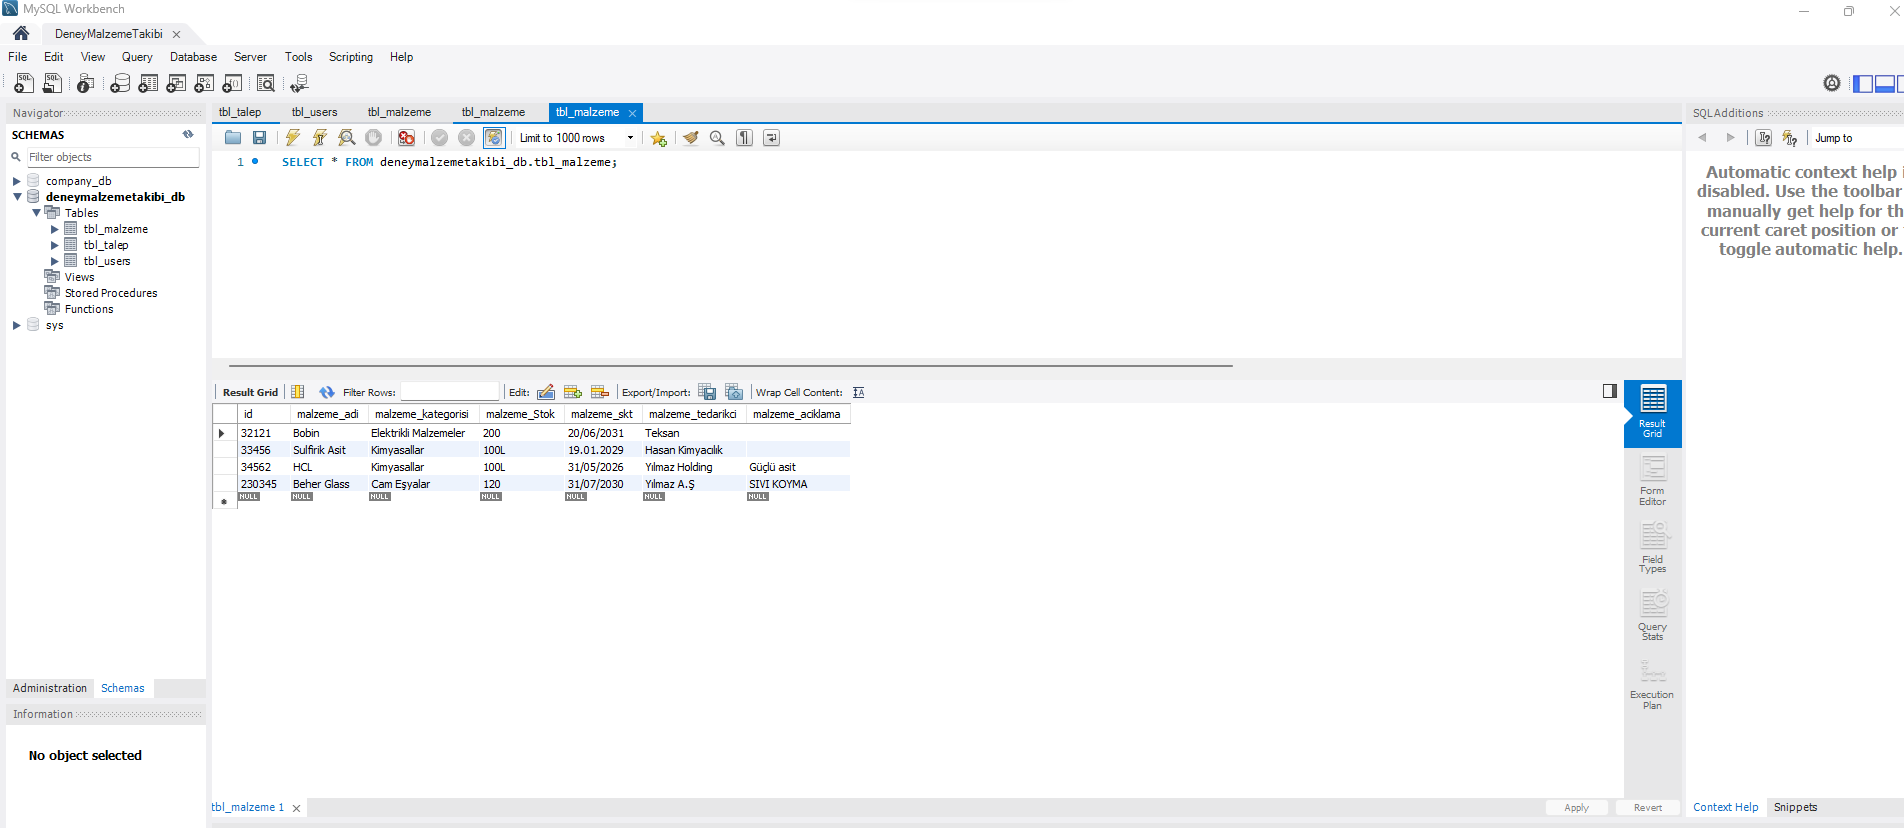 MySQL Workbench
DeneyMalzemeTakibi
File Edit View Query Database Server Tools Scripting Help
Navigator
SCHEMAS
Filter objects
company_db
deneymalzemetakibi_db
Tables
tbl_malzeme
tbl_talep
tbl_users
Views
Stored Procedures
Functions
sys
Administration Schemas
Information
No object selected
tbl_talep tbl_users tbl_malzeme tbl_malzeme tbl_malzeme
Limit to 1000 rows
1 SELECT * FROM deneymalzemetakibi_db.tbl_malzeme;
Result Grid Filter Rows: Edit: Export/Import: Wrap Cell Content:
id malzeme_adi malzeme_kategorisi malzeme_Stok malzeme_skt malzeme_tedarikci malzeme_aciklama
32121 Bobin Elektrikli Malzemeler 200 20/06/2031 Teksan
33456 Sulfirik Asit Kimyasallar 100L 19.01.2029 Hasan Kimyacılık
34562 HCL Kimyasallar 100L 31/05/2026 Yılmaz Holding Güçlü asit
230345 Beher Glass Cam Eşyalar 120 31/07/2030 Yılmaz A.Ş SIVI KOYMA
NULL NULL NULL NULL NULL NULL NULL
Result
Grid
Form
Editor
Field
Types
Query
Stats
Execution
Plan
tbl_malzeme 1
Apply Revert
SQLAdditions
Jump to
Automatic context help
disabled. Use the toolbar
manually get help for
current caret position or
toggle automatic help.
Context Help Snippets